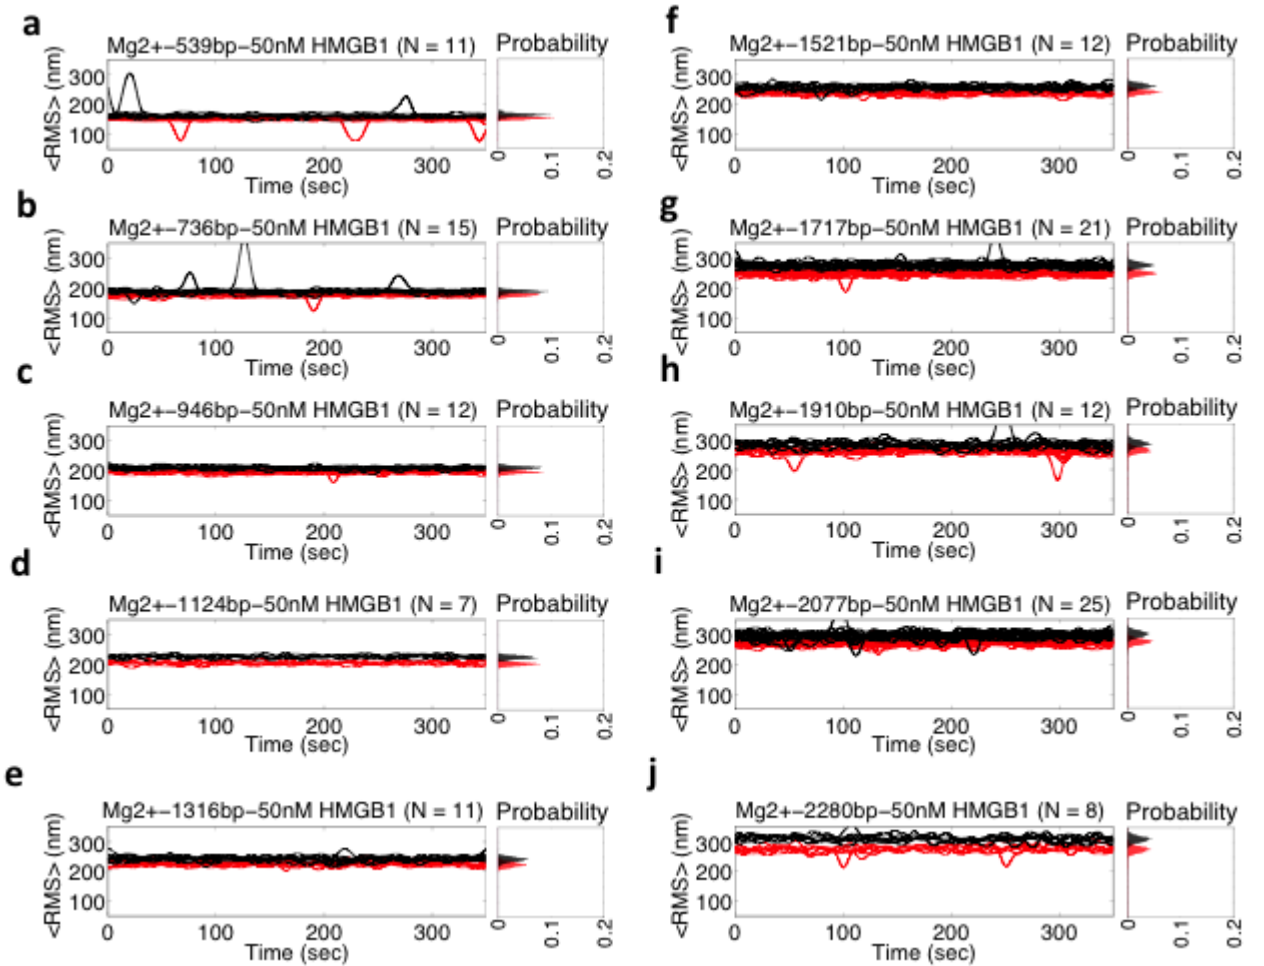 a
Mg2+−539bp−50nM HMGB1 (N = 11)
Probability
<RMS> (nm)
300
200
100
0
100
200
300
Time (sec)
0
0.1
0.2
b
Mg2+−736bp−50nM HMGB1 (N = 15)
Probability
<RMS> (nm)
300
200
100
0
100
200
300
Time (sec)
0
0.1
0.2
c
Mg2+−946bp−50nM HMGB1 (N = 12)
Probability
<RMS> (nm)
300
200
100
0
100
200
300
Time (sec)
0
0.1
0.2
d
Mg2+−1124bp−50nM HMGB1 (N = 7)
Probability
<RMS> (nm)
300
200
100
0
100
200
300
Time (sec)
0
0.1
0.2
e
Mg2+−1316bp−50nM HMGB1 (N = 11)
Probability
<RMS> (nm)
300
200
100
0
100
200
300
Time (sec)
0
0.1
0.2
f
Mg2+−1521bp−50nM HMGB1 (N = 12)
Probability
<RMS> (nm)
300
200
100
0
100
200
300
Time (sec)
0
0.1
0.2
g
Mg2+−1717bp−50nM HMGB1 (N = 21)
Probability
<RMS> (nm)
300
200
100
0
100
200
300
Time (sec)
0
0.1
0.2
h
Mg2+−1910bp−50nM HMGB1 (N = 12)
Probability
<RMS> (nm)
300
200
100
0
100
200
300
Time (sec)
0
0.1
0.2
i
Mg2+−2077bp−50nM HMGB1 (N = 25)
Probability
<RMS> (nm)
300
200
100
0
100
200
300
Time (sec)
0
0.1
0.2
j
Mg2+−2280bp−50nM HMGB1 (N = 8)
Probability
<RMS> (nm)
300
200
100
0
100
200
300
Time (sec)
0
0.1
0.2